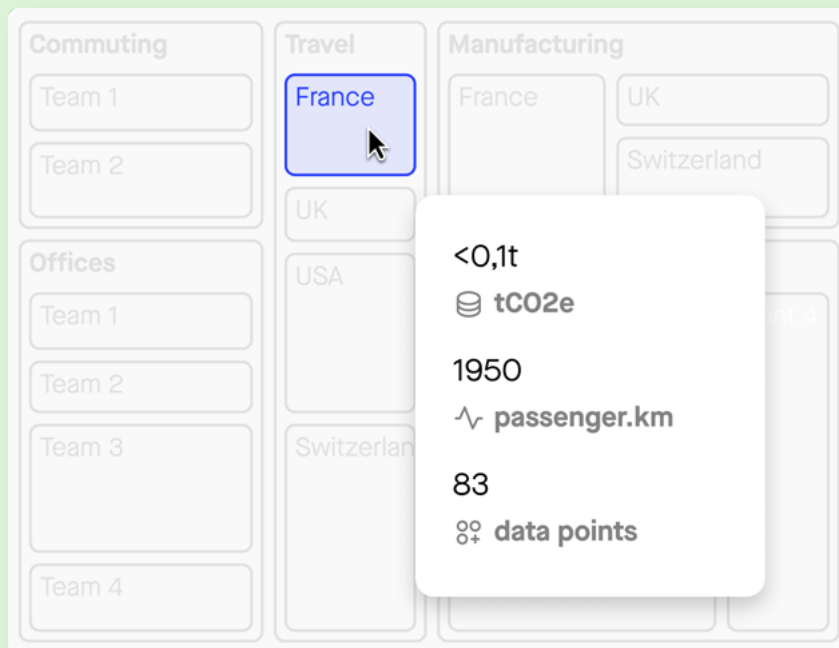 Commuting
Team 1
Team 2
Offices
Team 1
Team 2
Team 3
Team 4
Travel
France
UK
USA
Switzerlan
Manufacturing
France
UK
Switzerland
<0,1t
tCO2e
1950
passenger.km
83
data points